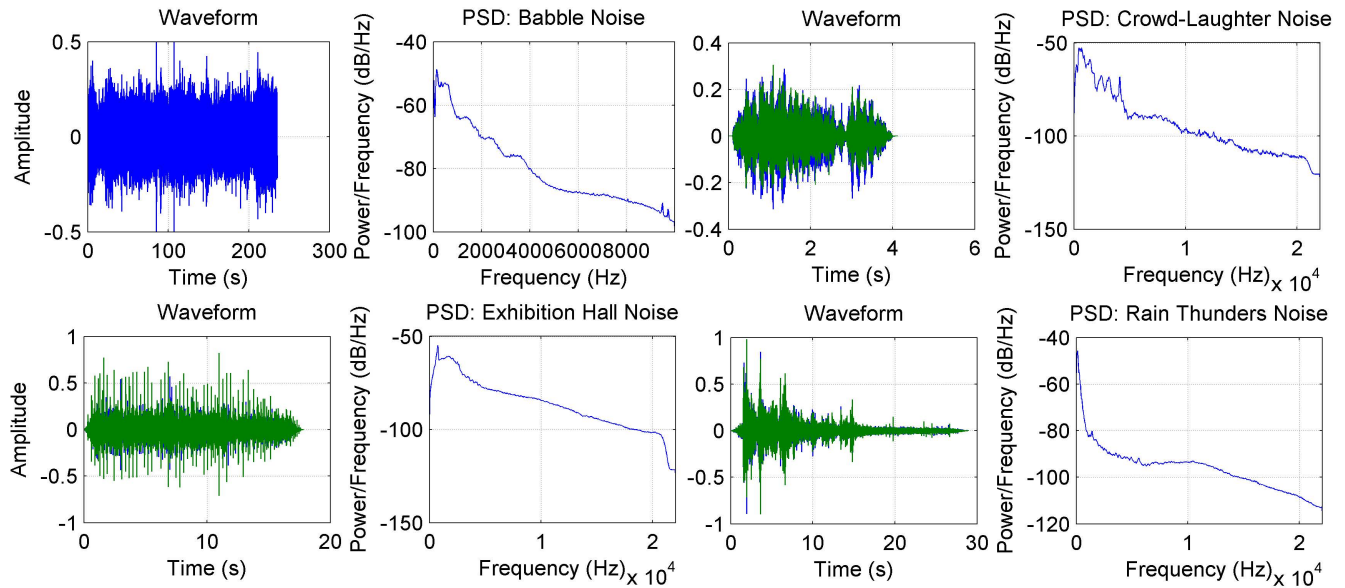 Waveform
0.5
0
-0.5
0 100 200 300
Amplitude
Time (s)
PSD: Babble Noise
-40
-60
-80
-100
0 2000 4000 6000 8000
Power/Frequency (dB/Hz)
Frequency (Hz)
Waveform
0.4
0.2
0
-0.2
-0.4
0 2 4 6
Time (s)
PSD: Crowd-Laughter Noise
-50
-100
-150
0 1 2
Power/Frequency (dB/Hz)
Frequency (Hz) x 10^4
Waveform
1
0.5
0
-0.5
-1
0 10 20
Amplitude
Time (s)
PSD: Exhibition Hall Noise
-50
-100
-150
0 1 2
Power/Frequency (dB/Hz)
Frequency (Hz) x 10^4
Waveform
1
0.5
0
-0.5
-1
0 10 20 30
Time (s)
PSD: Rain Thunders Noise
-40
-60
-80
-100
-120
0 1 2
Power/Frequency (dB/Hz)
Frequency (Hz) x 10^4